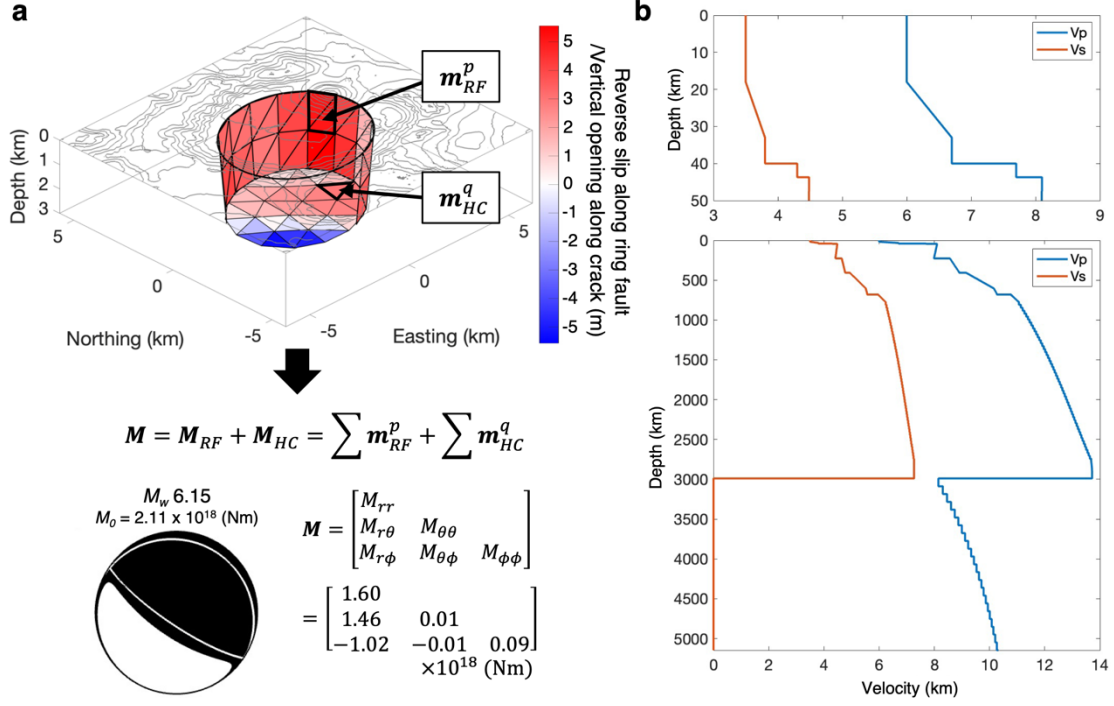 a
m^p_RF
m^q_HC
Depth (km)
0
1
2
3
5
0
-5
Northing (km)
5
0
-5
Easting (km)
5
4
3
2
1
0
-1
-2
-3
-4
-5
Reverse slip along ring fault
/Vertical opening along crack (m)
M = M_RF + M_HC = ∑ m^p_RF + ∑ m^q_HC
M_w 6.15
M_0 = 2.11 x 10^18 (Nm)
M = [M_rr
M_rθ M_θθ
M_rϕ M_θϕ M_ϕϕ]
= [1.60
1.46 0.01
−1.02 −0.01 0.09]
×10^18 (Nm)
b
Vp
Vs
Depth (km)
0
10
20
30
40
50
3 4 5 6 7 8 9
Vp
Vs
Depth (km)
0
500
1000
1500
2000
2500
3000
3500
4000
4500
5000
0 2 4 6 8 10 12 14
Velocity (km)